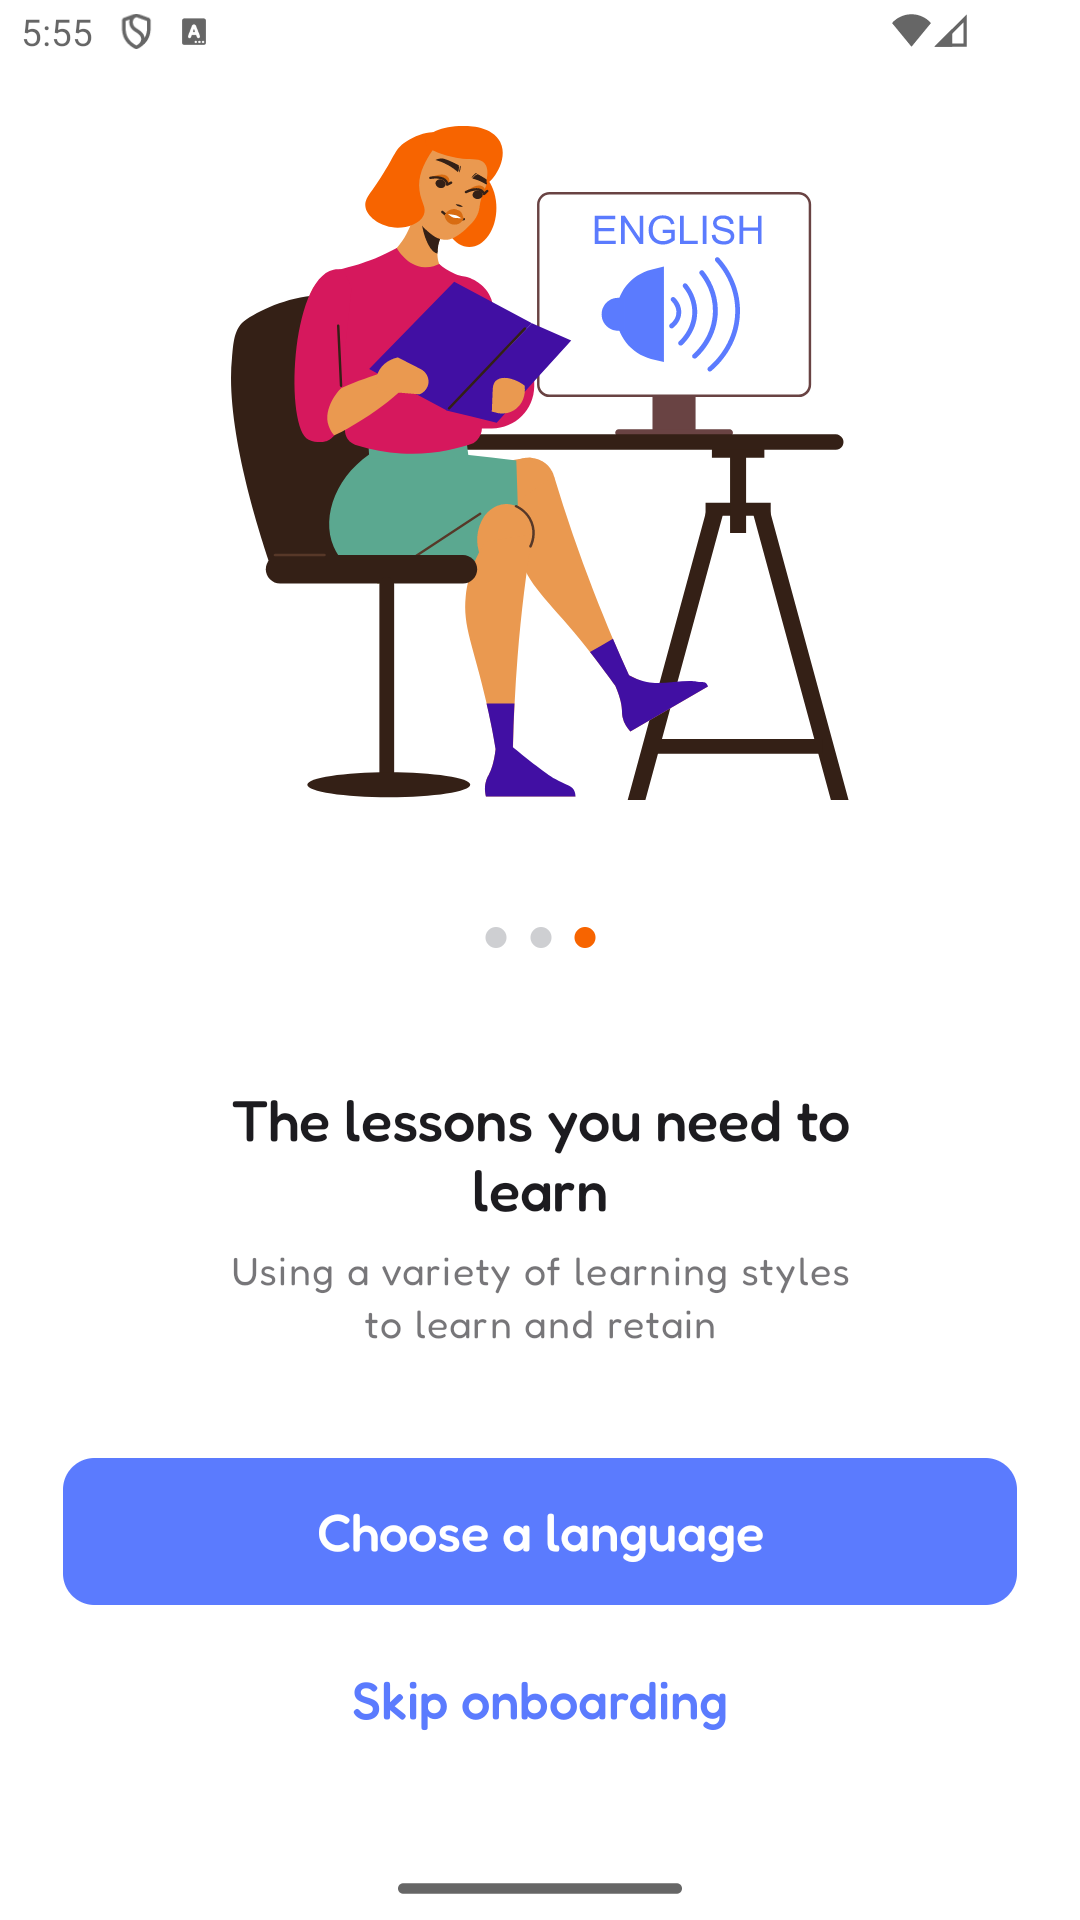 5:55
A
ENGLISH
The lessons you need to
learn
Using a variety of learning styles
to learn and retain
Choose a language
Skip onboarding